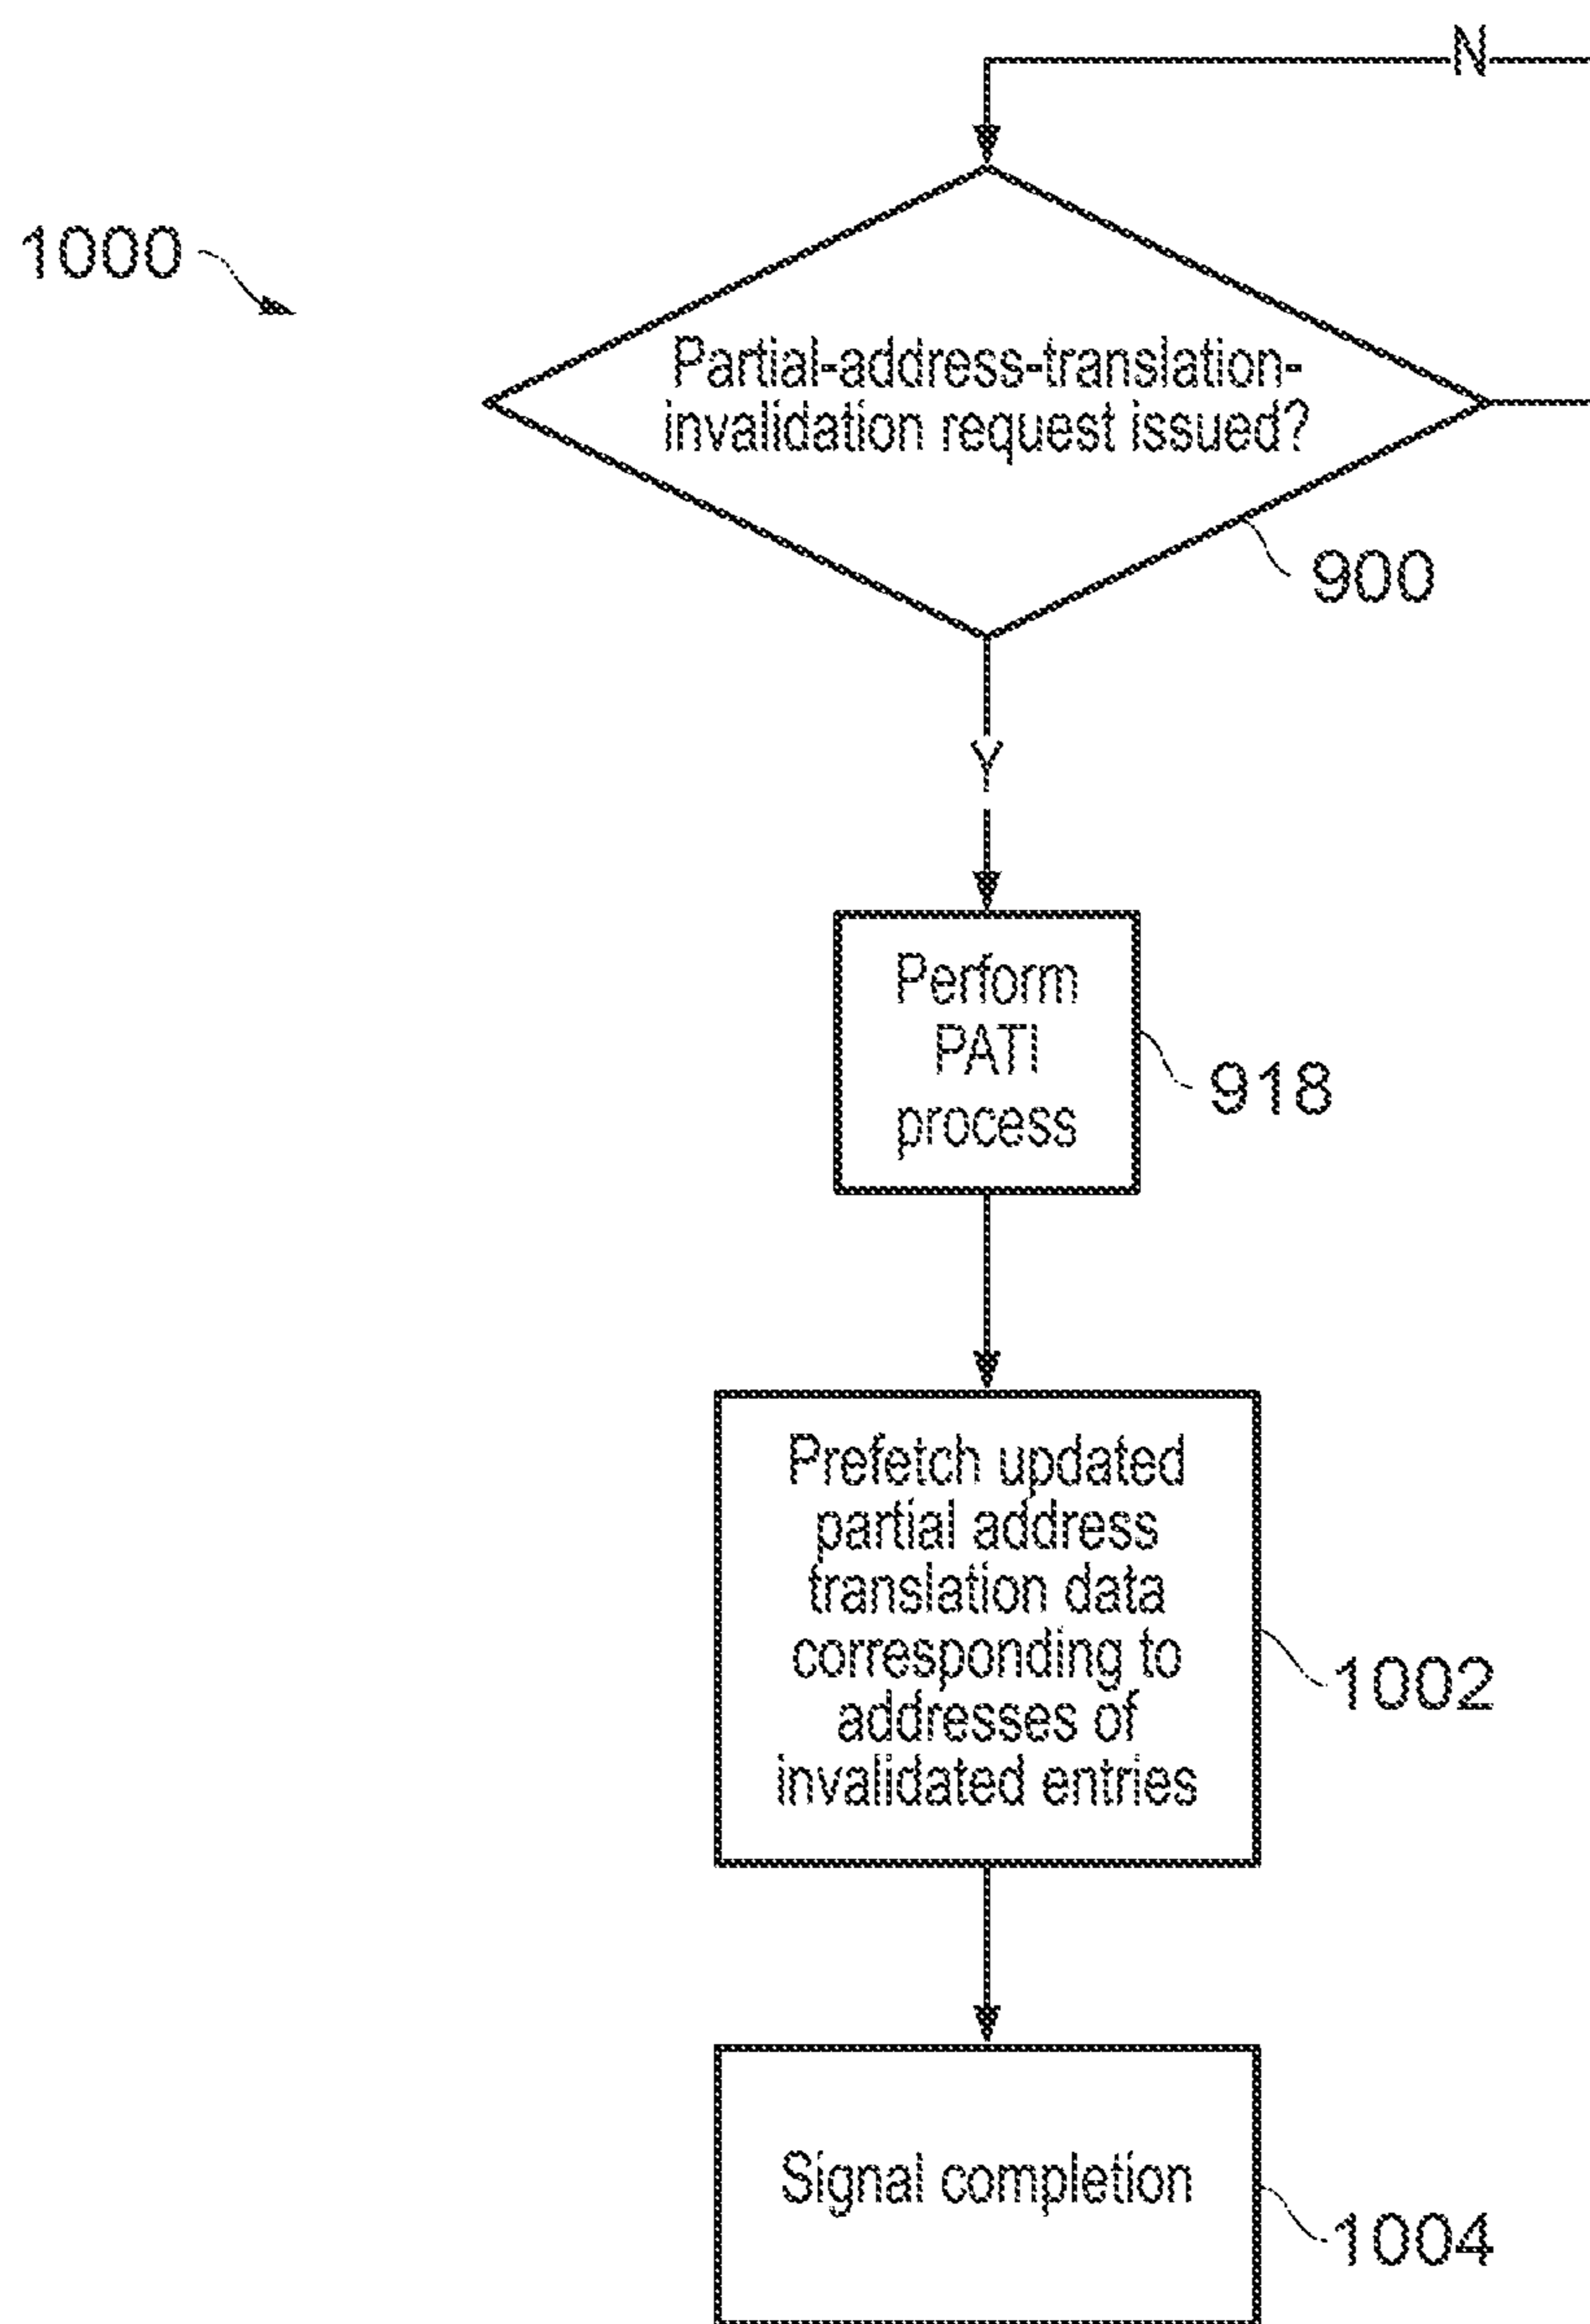 N
1000
Partial-address-translation-
invalidation request issued?
900
Y
Perform
PATI
process
918
Prefetch updated
partial address
translation data
corresponding to
addresses of
invalidated entries
1002
Signal completion
1004